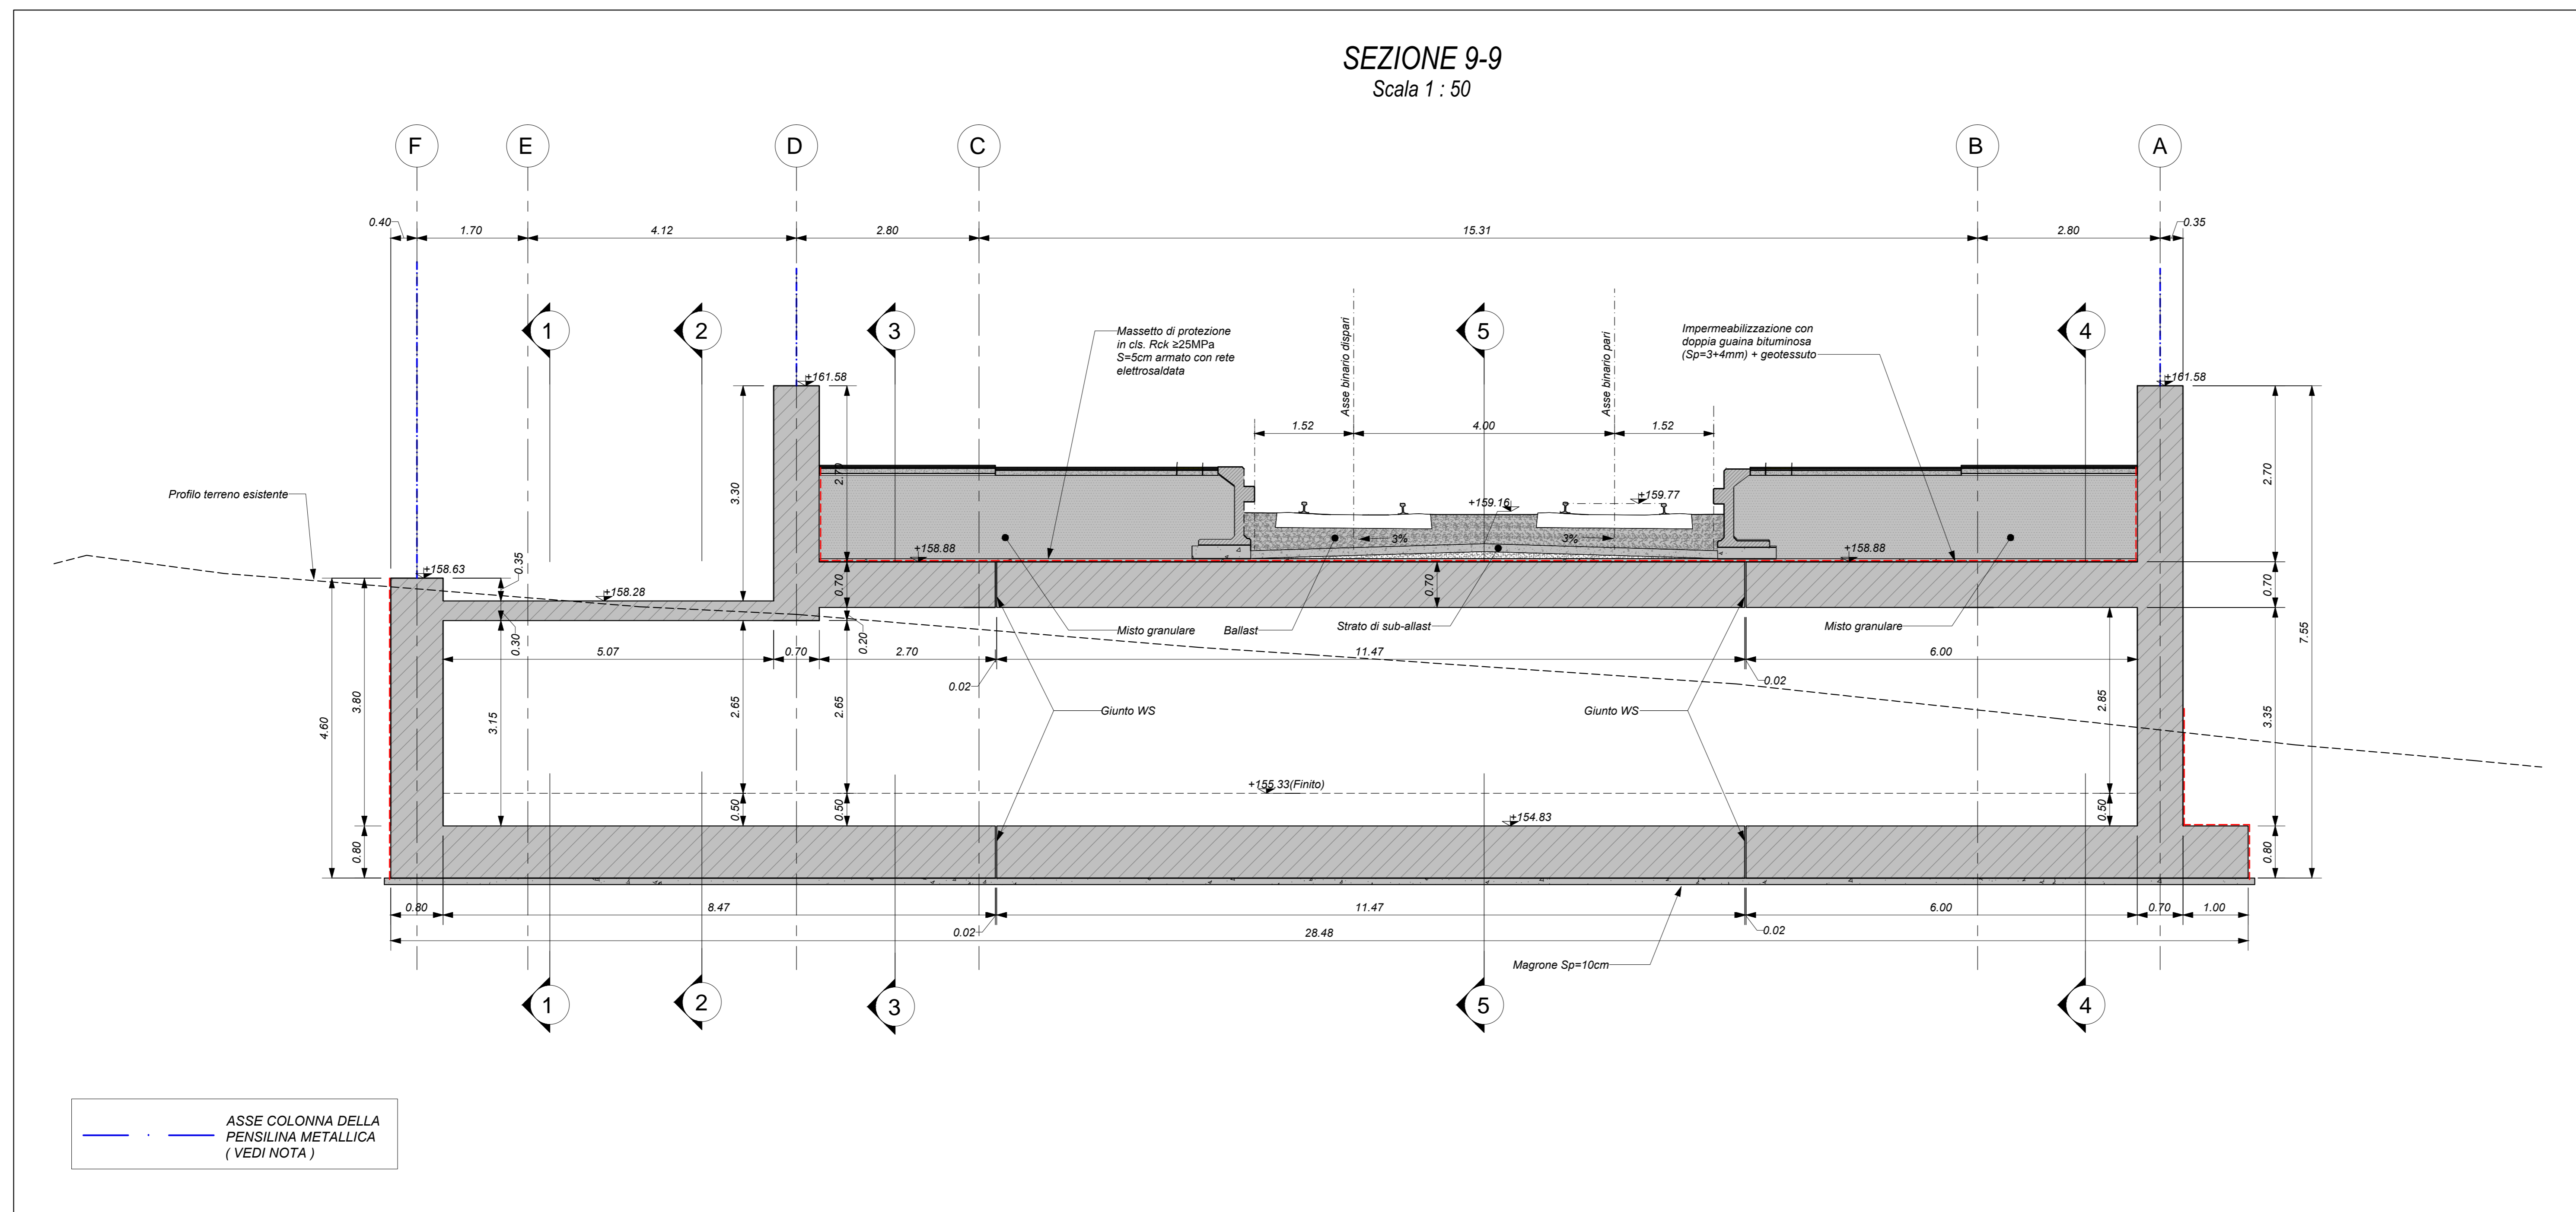 SEZIONE 9-9
Scala 1 : 50
F
E
D
C
B
A
0.40
1.70
4.12
2.80
15.31
2.80
0.35
1
2
3
5
4
Massetto di protezione
in cls. Rck ≥25MPa
S=5cm armato con rete
elettrosaldata
Asse binario dispari
Asse binario pari
Impermeabilizzazione con
doppia guaina bituminosa
(Sp=3+4mm) + geotessuto
+161.58
+161.58
1.52
4.00
1.52
3.30
2.70
2.70
Profilo terreno esistente
+159.16
+159.77
3%
3%
+158.88
+158.88
+158.63
0.35
+158.28
0.70
0.70
0.70
7.55
0.30
0.20
Misto granulare
Ballast
Strato di sub-allast
Misto granulare
5.07
0.70
2.70
11.47
6.00
0.02
0.02
4.60
3.80
3.15
2.65
2.65
Giunto WS
Giunto WS
2.85
3.35
+155.33(Finito)
0.50
0.50
0.50
+154.83
0.80
0.80
0.80
8.47
11.47
6.00
0.70
1.00
0.02
0.02
28.48
Magrone Sp=10cm
1
2
3
5
4
ASSE COLONNA DELLA
PENSILINA METALLICA
( VEDI NOTA )